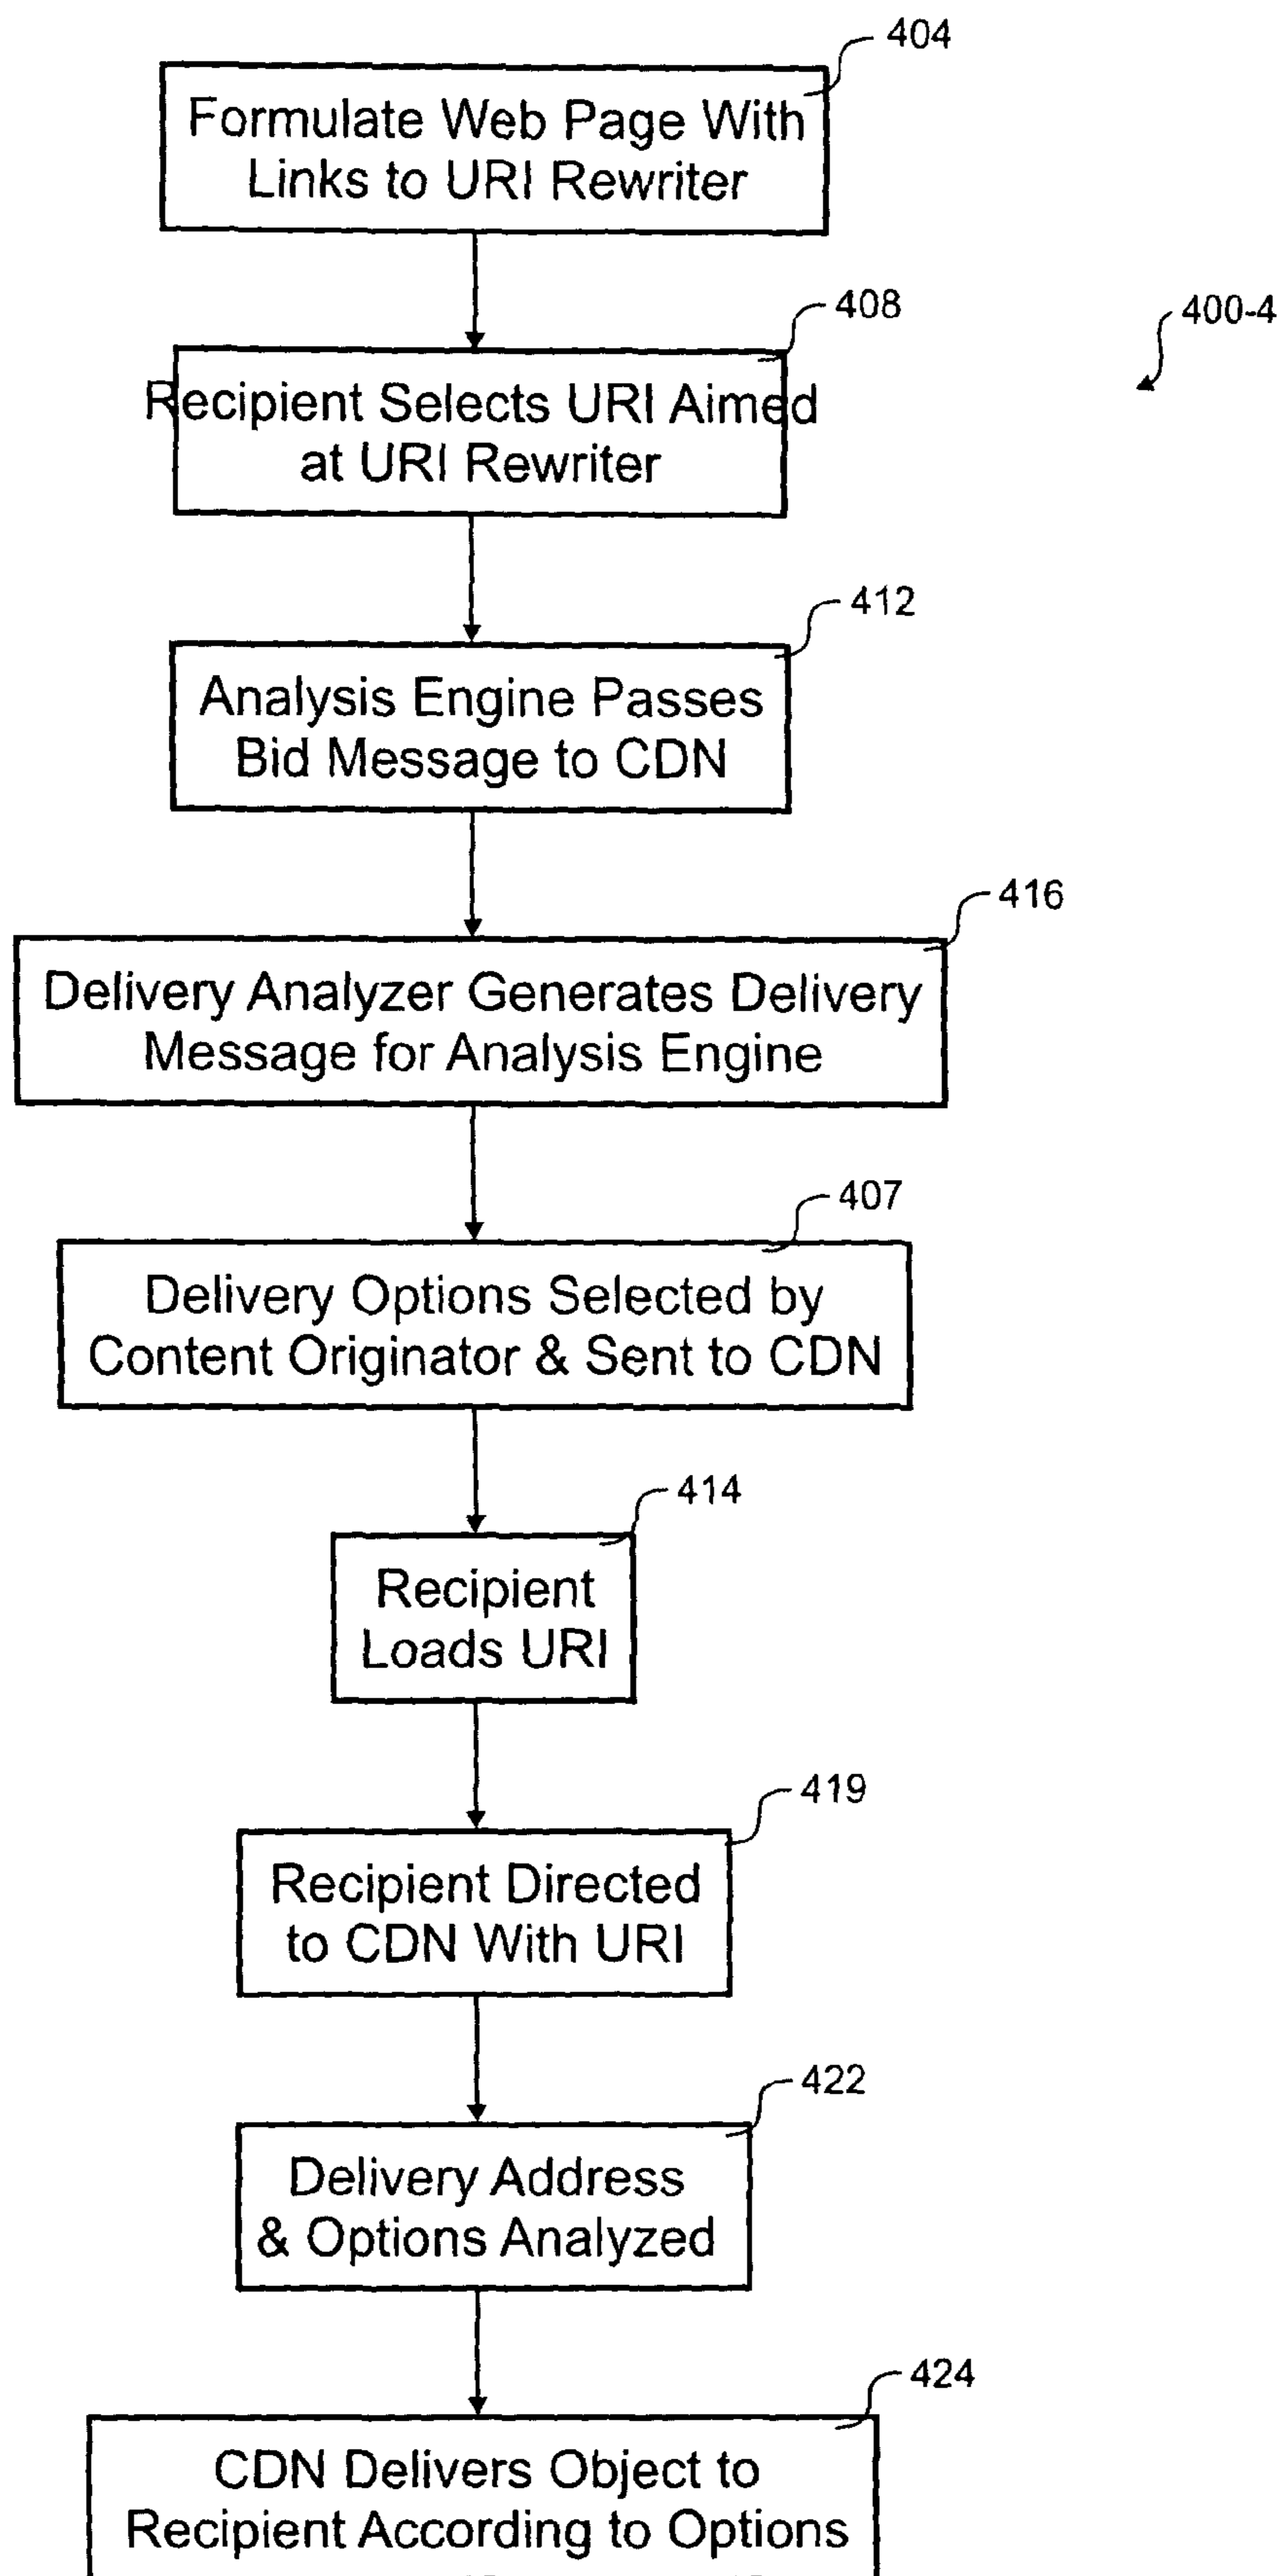 404
Formulate Web Page With
Links to URI Rewriter
408
400-4
Recipient Selects URI Aimed
at URI Rewriter
412
Analysis Engine Passes
Bid Message to CDN
416
Delivery Analyzer Generates Delivery
Message for Analysis Engine
407
Delivery Options Selected by
Content Originator & Sent to CDN
414
Recipient
Loads URI
419
Recipient Directed
to CDN With URI
422
Delivery Address
& Options Analyzed
424
CDN Delivers Object to
Recipient According to Options